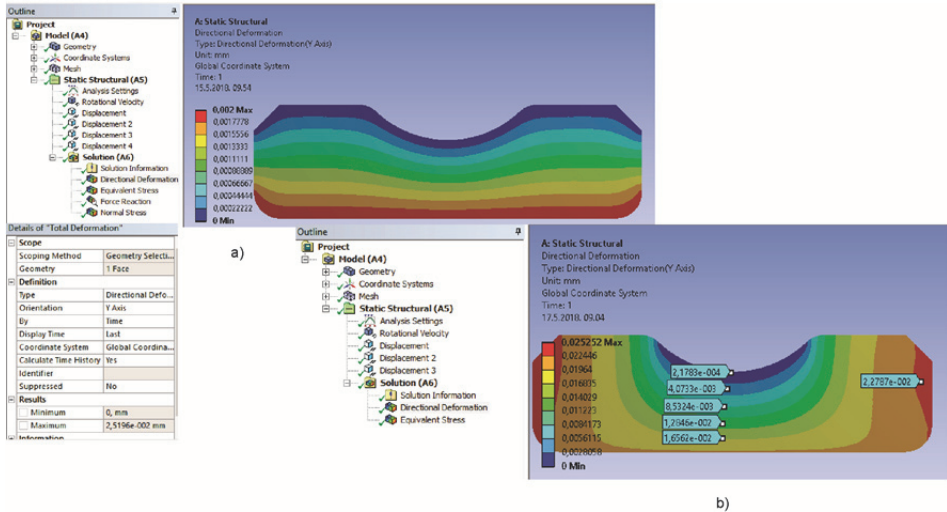 Outline
Project
Model (A4)
Geometry
Coordinate Systems
Mesh
Static Structural (A5)
Analysis Settings
Rotational Velocity
Displacement
Displacement 2
Displacement 3
Displacement 4
Solution (A6)
Solution Information
Directional Deformation
Equivalent Stress
Force Reaction
Normal Stress
A: Static Structural
Directional Deformation
Type: Directional Deformation(Y Axis)
Unit: mm
Global Coordinate System
Time: 1
15.5.2018. 09.54
0,002 Max
0,0017778
0,0015556
0,0013333
0,0011111
0,00088889
0,00066667
0,00044444
0,00022222
0 Min
Details of "Total Deformation"
Scope
Scoping Method Geometry Selecti...
Geometry 1 Face
Definition
Type Directional Defo...
Orientation Y Axis
By Time
Display Time Last
Coordinate System Global Coordina...
Calculate Time History Yes
Identifier
Suppressed No
Results
Minimum 0, mm
Maximum 2,5196e-002 mm
Information
a)
Outline
Project
Model (A4)
Geometry
Coordinate Systems
Mesh
Static Structural (A5)
Analysis Settings
Rotational Velocity
Displacement
Displacement 2
Displacement 3
Solution (A6)
Solution Information
Directional Deformation
Equivalent Stress
A: Static Structural
Directional Deformation
Type: Directional Deformation(Y Axis)
Unit: mm
Global Coordinate System
Time: 1
17.5.2018. 09.04
0,025252 Max
0,022446
0,01964
0,016835
0,014029
0,011223
0,0084173
0,0056115
0,0028058
0 Min
2,1783e-004
4,0733e-003
8,5324e-003
1,2846e-002
1,6562e-002
2,2787e-002
b)